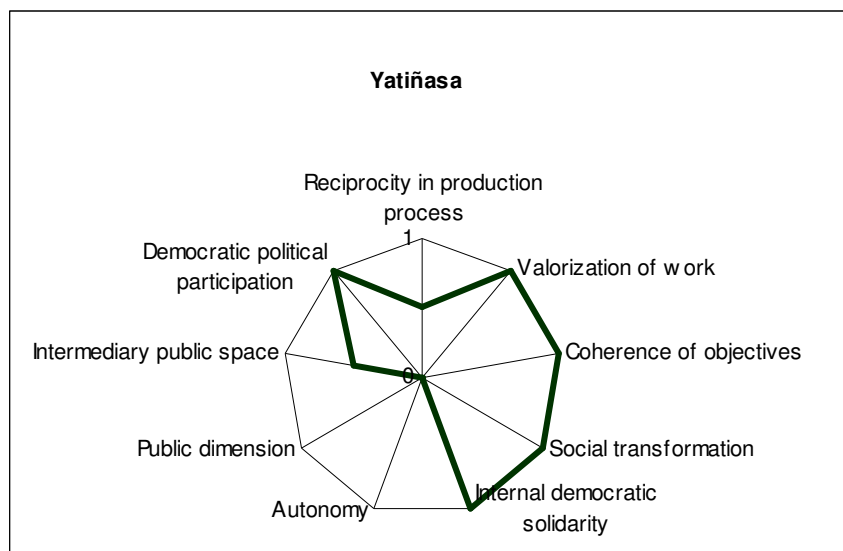 Yatiñasa
Reciprocity in production
process
1
Democratic political
participation
Valorization of work
Intermediary public space
Coherence of objectives
0
Public dimension
Social transformation
Autonomy
Internal democratic
solidarity